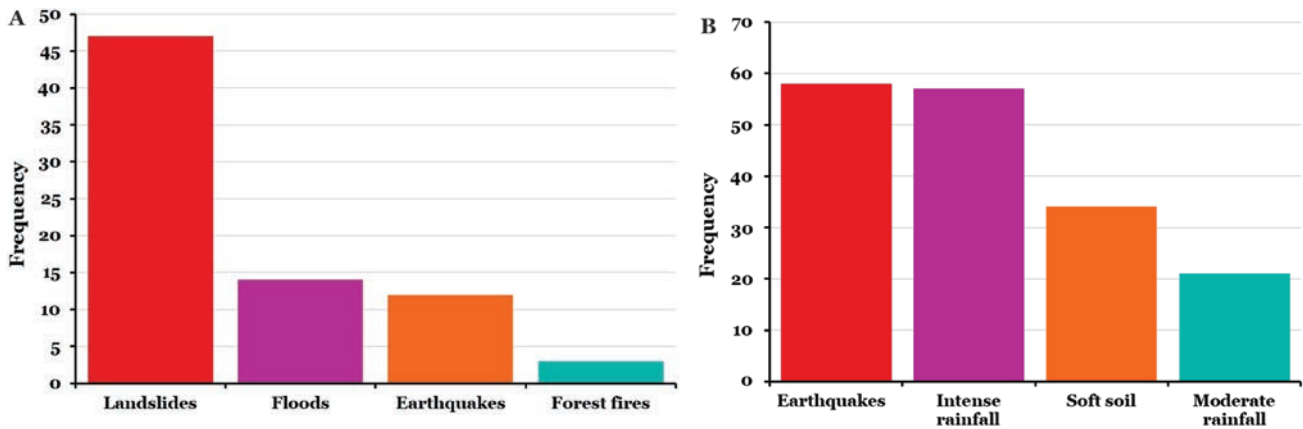 A
Frequency
50
45
40
35
30
25
20
15
10
5
0
Landslides
Floods
Earthquakes
Forest fires
B
Frequency
70
60
50
40
30
20
10
0
Earthquakes
Intense
rainfall
Soft soil
Moderate
rainfall